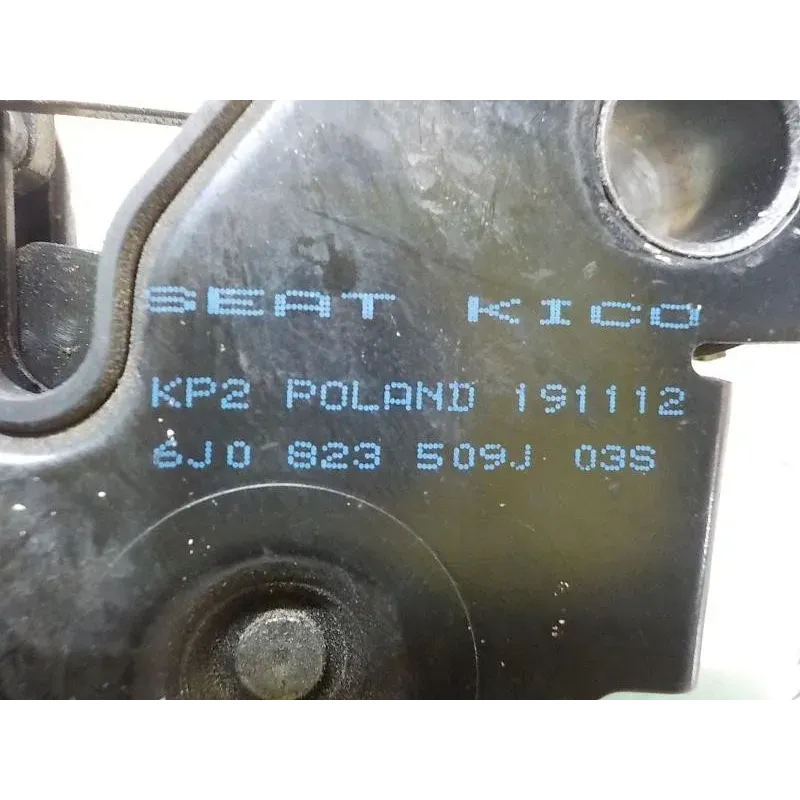 SEAT KICO
KP2 POLAND 191112
6J0 823 509J 03S